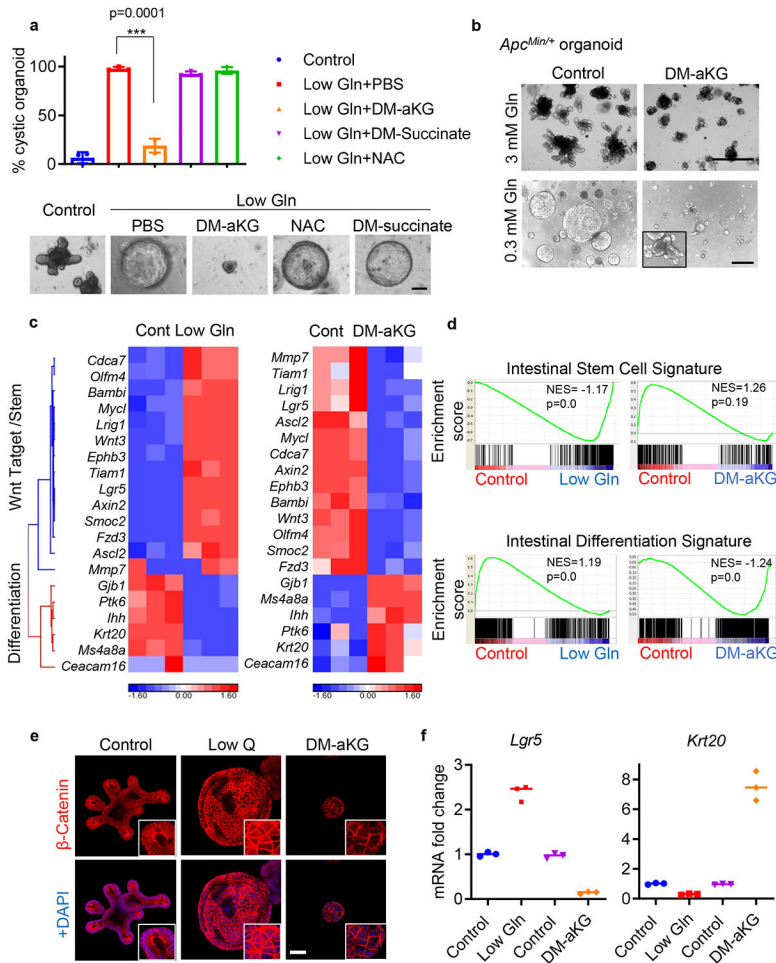 a
p=0.0001
***
% cystic organoid
100
50
0
Control
Low Gln+PBS
Low Gln+DM-aKG
Low Gln+DM-Succinate
Low Gln+NAC
Control
Low Gln
PBS
DM-aKG
NAC
DM-succinate
b
ApcMin/+ organoid
Control
DM-aKG
3 mM Gln
0.3 mM Gln
c
Cont Low Gln
Wnt Tatget /Stem
Differentiation
Cdca7
Olfm4
Bambi
Mycl
Lrig1
Wnt3
Ephb3
Tiam1
Lgr5
Axin2
Smoc2
Fzd3
Ascl2
Mmp7
Gjb1
Ptk6
Ihh
Krt20
Ms4a8a
Ceacam16
-1.60 0.00 1.60
Cont DM-aKG
Mmp7
Tiam1
Lrig1
Lgr5
Ascl2
Mycl
Cdca7
Axin2
Ephb3
Bambi
Wnt3
Olfm4
Smoc2
Fzd3
Gjb1
Ms4a8a
Ihh
Ptk6
Krt20
Ceacam16
-1.60 0.00 1.60
d
Intestinal Stem Cell Signature
Enrichment
score
NES= -1.17
p=0.0
Control Low Gln
NES=1.26
p=0.19
Control DM-aKG
Intestinal Differentiation Signature
Enrichment
score
NES=1.19
p=0.0
Control Low Gln
NES= -1.24
p=0.0
Control DM-aKG
e
Control
Low Q
DM-aKG
β-Catenin
+DAPI
f
Lgr5
mRNA fold change
3
2
1
0
Control
Low Gln
Control
DM-aKG
Krt20
8
6
4
2
0
Control
Low Gln
Control
DM-aKG